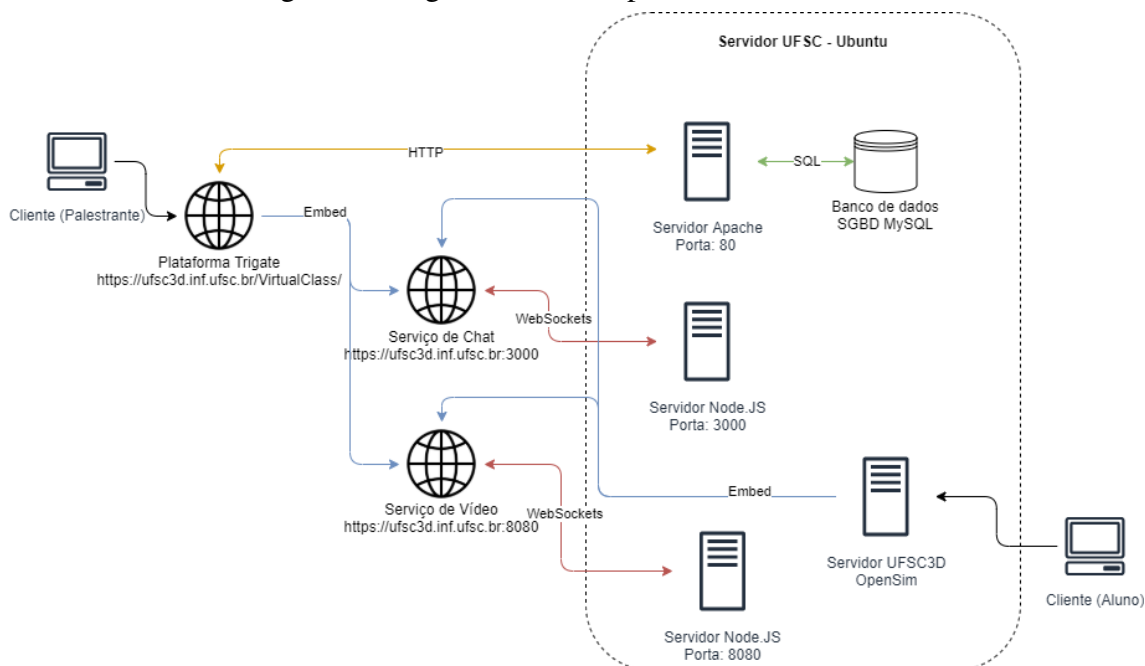 Servidor UFSC - Ubuntu
HTTP
SQL
Cliente (Palestrante)
Embed
Servidor Apache
Porta: 80
Banco de dados
SGBD MySQL
Plataforma Trigate
https://ufsc3d.inf.ufsc.br/VirtualClass/
WebSockets
Serviço de Chat
https://ufsc3d.inf.ufsc.br:3000
Servidor Node.JS
Porta: 3000
Embed
Serviço de Vídeo
https://ufsc3d.inf.ufsc.br:8080
WebSockets
Servidor UFSC3D
OpenSim
Cliente (Aluno)
Servidor Node.JS
Porta: 8080